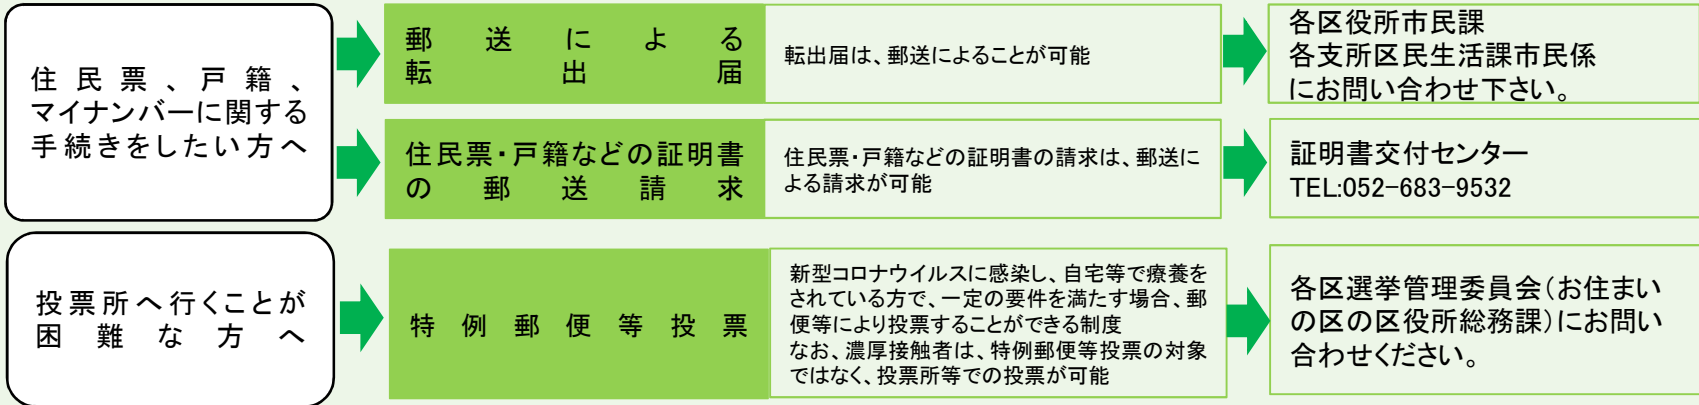 住民票、戸籍、
マイナンバーに関する
手続きをしたい方へ
郵送による
転出届
転出届は、郵送によることが可能
各区役所市民課
各支所区民生活課市民係
にお問い合わせ下さい。
住民票・戸籍などの証明書
の郵送請求
住民票・戸籍などの証明書の請求は、郵送に
よる請求が可能
証明書交付センター
TEL:052-683-9532
投票所へ行くことが
困難な方へ
特例郵便等投票
新型コロナウイルスに感染し、自宅等で療養を
されている方で、一定の要件を満たす場合、郵
便等により投票することができる制度
なお、濃厚接触者は、特例郵便等投票の対象
ではなく、投票所等での投票が可能
各区選挙管理委員会(お住まい
の区の区役所総務課)にお問い
合わせください。